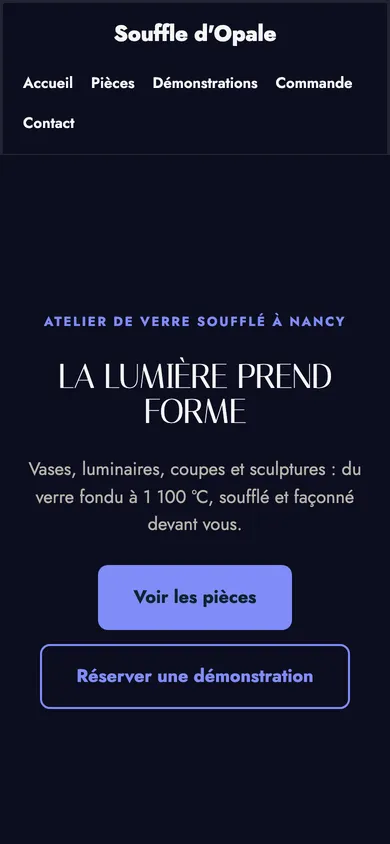 Souffle d'Opale
Accueil Pièces Démonstrations Commande
Contact
ATELIER DE VERRE SOUFFLÉ À NANCY
LA LUMIÈRE PREND
FORME
Vases, luminaires, coupes et sculptures : du
verre fondu à 1 100 °C, soufflé et façonné
devant vous.
Voir les pièces
Réserver une démonstration